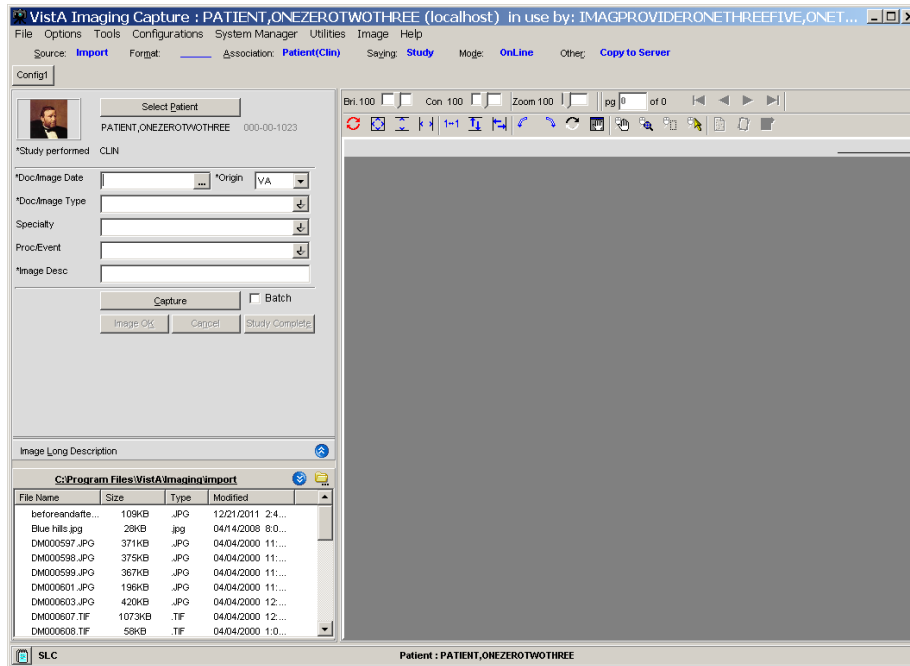 VistA Imaging Capture : PATIENT,ONEZEROTWOTHREE (localhost) in use by: IMAGPROVIDERONETHREEFIVE,ONET...
File Options Tools Configurations System Manager Utilities Image Help
Source: Import Format: Association: Patient(Clin) Saving: Study Mode: OnLine Other: Copy to Server
Config1
Bri. 100 Con 100 Zoom 100 pg 0 of 0
Select Patient
PATIENT,ONEZEROTWOTHREE 000-00-1023
*Study performed CLIN
*Doc/Image Date ... *Origin VA
*Doc/Image Type
Specialty
Proc/Event
*Image Desc
Capture Batch
Image OK Cancel Study Complete
Image Long Description
C:\Program Files\VistA\Imaging\import
File Name Size Type Modified
beforeandafte... 109KB .JPG 12/21/2011 2:4...
Blue hills.jpg 28KB .jpg 04/14/2008 8:0...
DM000597.JPG 371KB .JPG 04/04/2000 11:...
DM000598.JPG 375KB .JPG 04/04/2000 11:...
DM000599.JPG 367KB .JPG 04/04/2000 11:...
DM000601.JPG 196KB .JPG 04/04/2000 11:...
DM000603.JPG 420KB .JPG 04/04/2000 12:...
DM000607.TIF 1073KB .TIF 04/04/2000 12:...
DM000608.TIF 58KB .TIF 04/04/2000 1:0...
SLC Patient : PATIENT,ONEZEROTWOTHREE